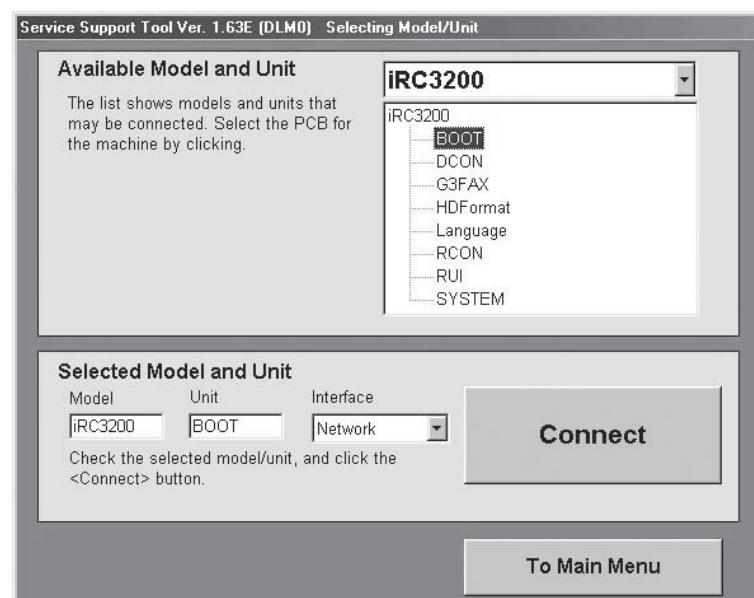 Service Support Tool Ver. 1.63E (DLM0) Selecting Model/Unit
Available Model and Unit
The list shows models and units that
may be connected. Select the PCB for
the machine by clicking.
iRC3200
iRC3200
BOOT
DCON
G3FAX
HDFormat
Language
RCON
RUI
SYSTEM
Selected Model and Unit
Model Unit Interface
iRC3200 BOOT Network
Check the selected model/unit, and click the
<Connect> button.
Connect
To Main Menu